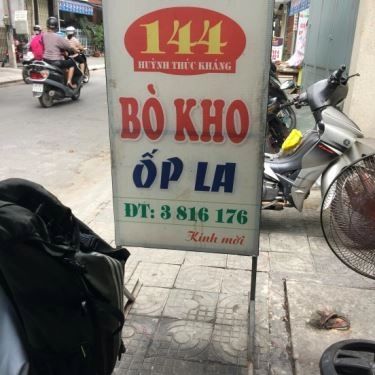 144
HUỲNH THÚC KHÁNG
BÒ KHO
ỐP LA
ĐT: 3 816 176
Kính mời